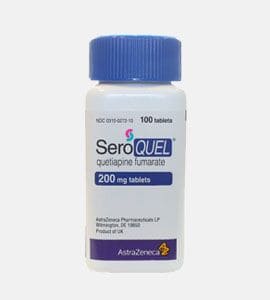 NDC 0310-0272-10 100 tablets
SeroQUEL®
quetiapine fumarate
200 mg tablets
AstraZeneca Pharmaceuticals LP
Wilmington, DE 19850
Product of UK
AstraZeneca